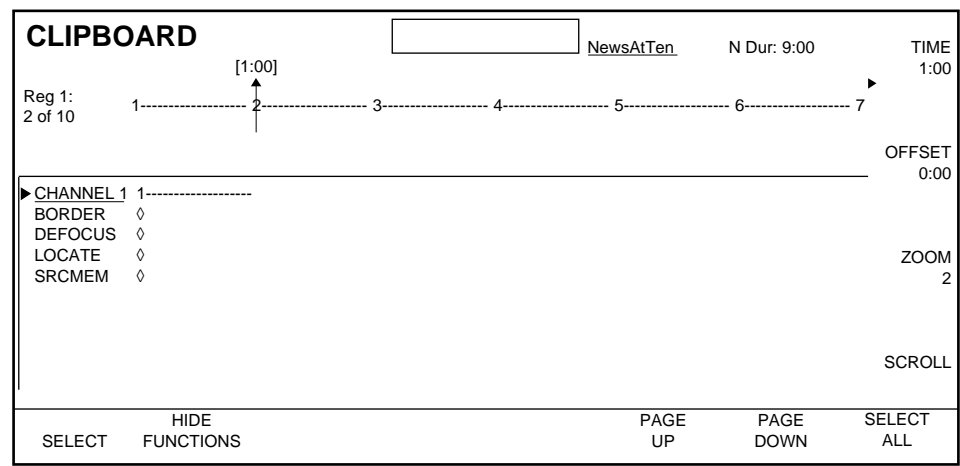 CLIPBOARD
NewsAtTen N Dur: 9:00 TIME
[1:00] 1:00
Reg 1:
2 of 10
1------------------- 2------------------- 3------------------- 4------------------- 5------------------- 6------------------- 7
OFFSET
0:00
CHANNEL 1 1-------------------
BORDER ◊
DEFOCUS ◊
LOCATE ◊
SRCMEM ◊
ZOOM
2
SCROLL
SELECT
HIDE
FUNCTIONS
PAGE
UP
PAGE
DOWN
SELECT
ALL